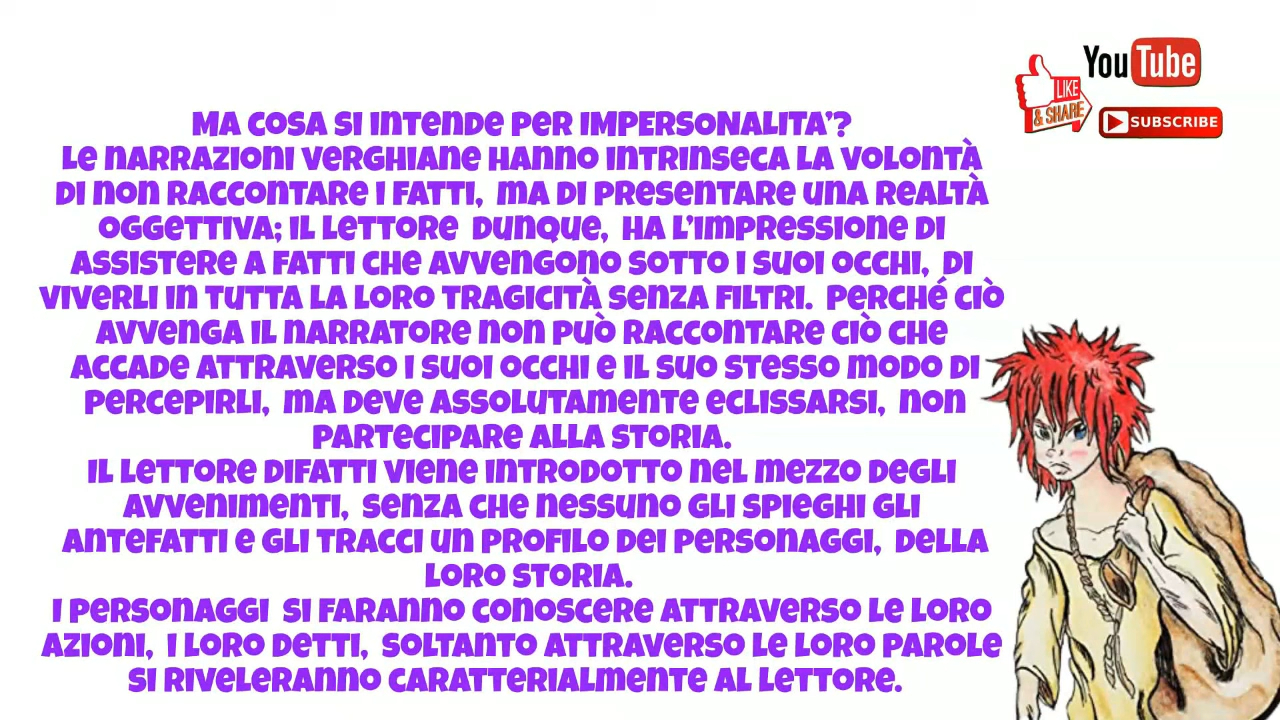 MA COSA SI INTENDE PER IMPERSONALITA'?
LE NARRAZIONI VERGHIANE HANNO INTRINSECA LA VOLONTÀ
DI NON RACCONTARE I FATTI, MA DI PRESENTARE UNA REALTÀ
OGGETTIVA; IL LETTORE DUNQUE, HA L'IMPRESSIONE DI
ASSISTERE A FATTI CHE AVVENGONO SOTTO I SUOI OCCHI, DI
VIVERLI IN TUTTA LA LORO TRAGICITÀ SENZA FILTRI. PERCHÉ CIÒ
AVVENGA IL NARRATORE NON PUÒ RACCONTARE CIÒ CHE
ACCADE ATTRAVERSO I SUOI OCCHI E IL SUO STESSO MODO DI
PERCEPIRLI, MA DEVE ASSOLUTAMENTE ECLISSARSI, NON
PARTECIPARE ALLA STORIA.
IL LETTORE DIFATTI VIENE INTRODOTTO NEL MEZZO DEGLI
AVVENIMENTI, SENZA CHE NESSUNO GLI SPIEGHI GLI
ANTEFATTI E GLI TRACCI UN PROFILO DEI PERSONAGGI, DELLA
LORO STORIA.
I PERSONAGGI SI FARANNO CONOSCERE ATTRAVERSO LE LORO
AZIONI, I LORO DETTI, SOLTANTO ATTRAVERSO LE LORO PAROLE
SI RIVELERANNO CARATTERIALMENTE AL LETTORE.
YouTube
LIKE
& SHARE
SUBSCRIBE